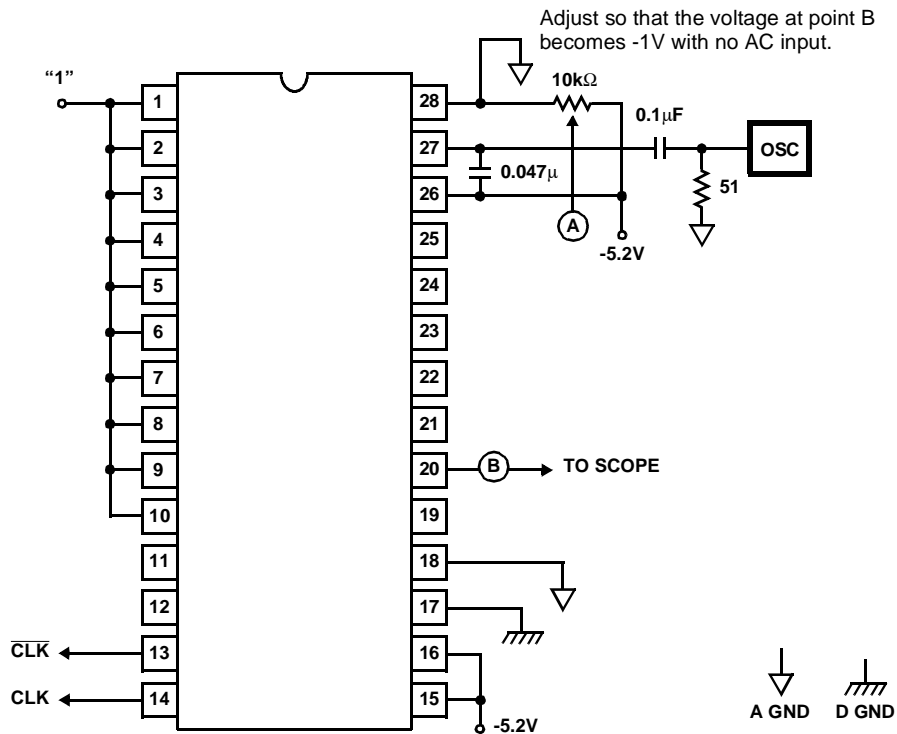 Adjust so that the voltage at point B
becomes -1V with no AC input.
“1”
1
2
3
4
5
6
7
8
9
10
11
12
13
14
28
27
26
25
24
23
22
21
20
19
18
17
16
15
10kΩ
0.1µF
OSC
0.047µ
51
A
-5.2V
B
TO SCOPE
C̅L̅K̅
CLK
-5.2V
A GND
D GND